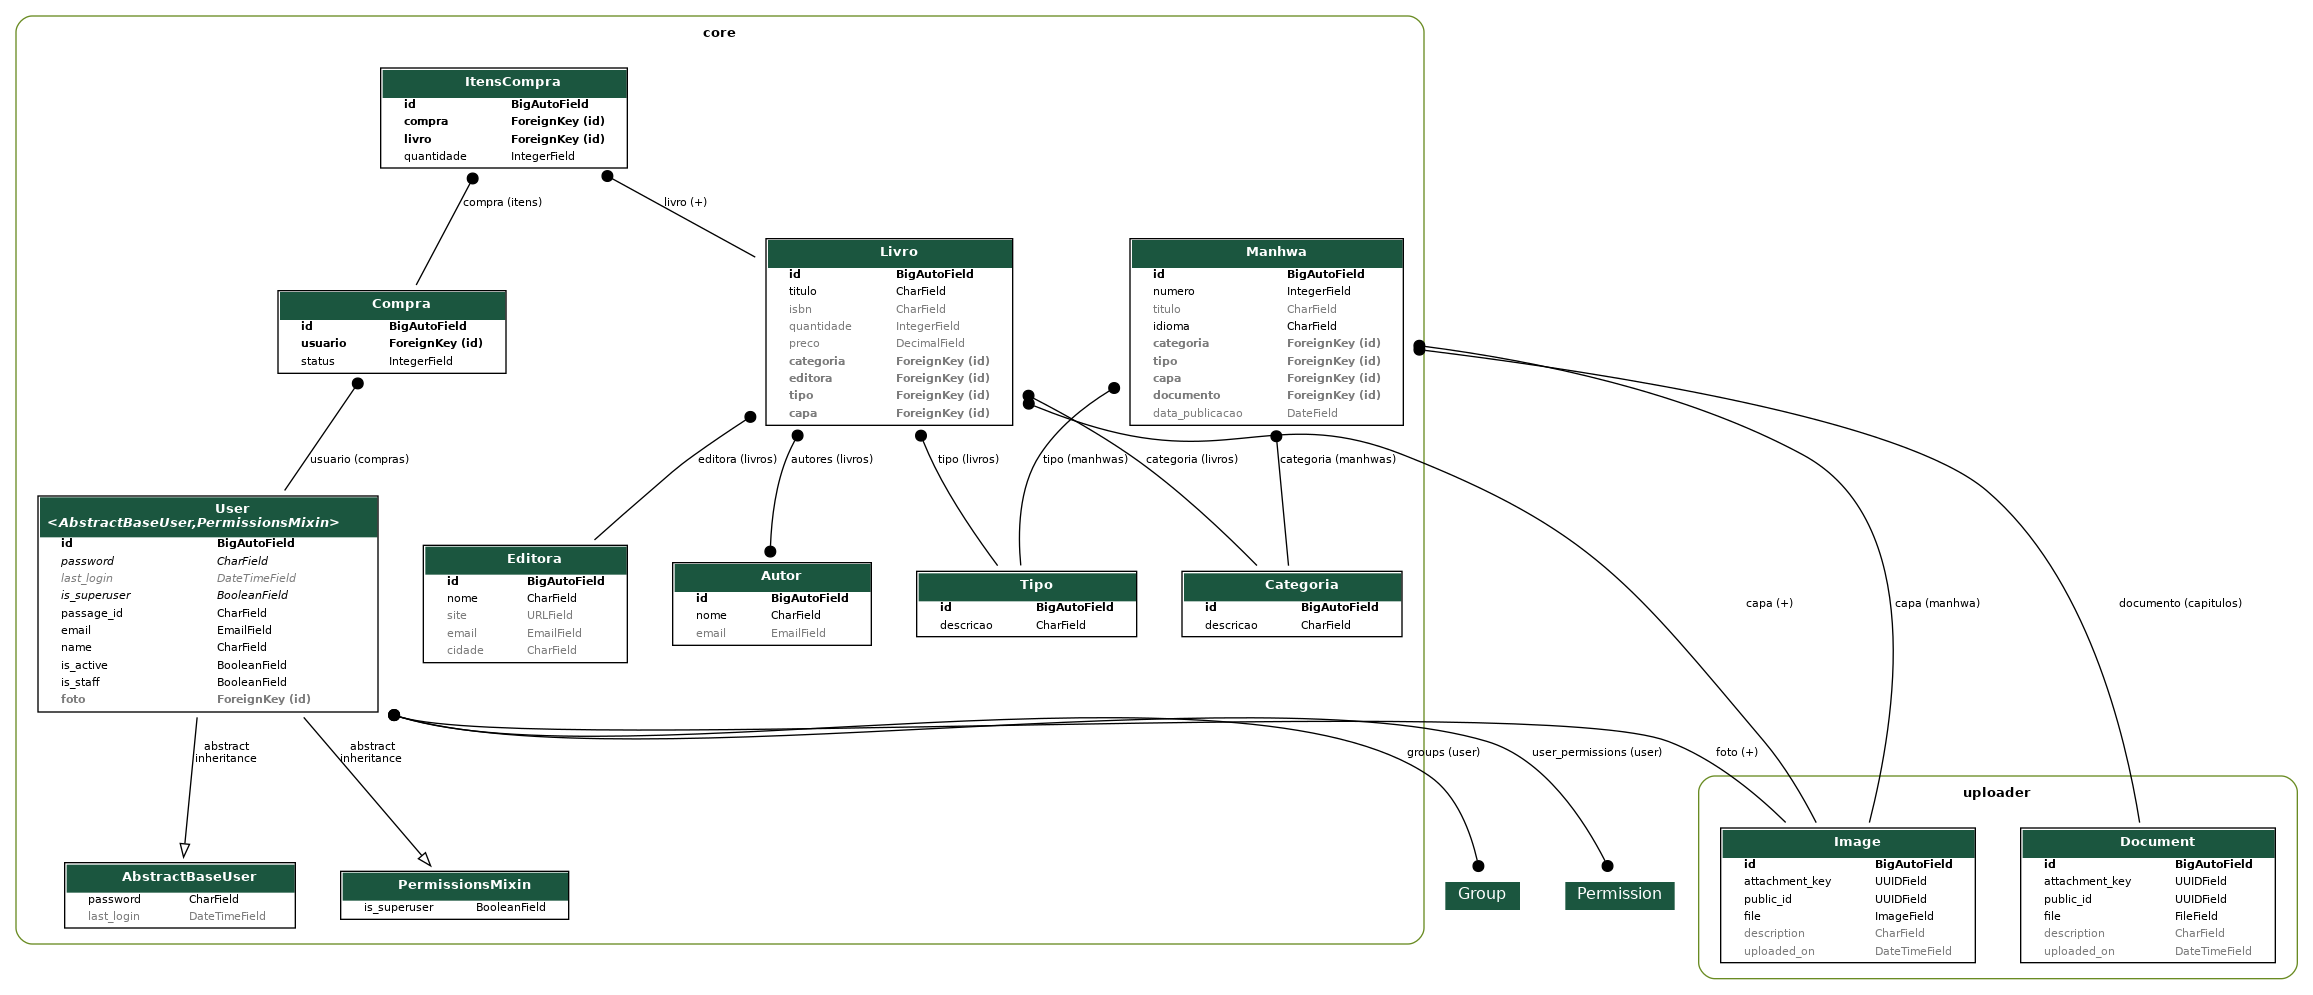 core
ItensCompra
id BigAutoField
compra ForeignKey (id)
livro ForeignKey (id)
quantidade IntegerField
compra (itens)
livro (+)
Livro
id BigAutoField
titulo CharField
isbn CharField
quantidade IntegerField
preco DecimalField
categoria ForeignKey (id)
editora ForeignKey (id)
tipo ForeignKey (id)
capa ForeignKey (id)
Manhwa
id BigAutoField
numero IntegerField
titulo CharField
idioma CharField
categoria ForeignKey (id)
tipo ForeignKey (id)
capa ForeignKey (id)
documento ForeignKey (id)
data_publicacao DateField
Compra
id BigAutoField
usuario ForeignKey (id)
status IntegerField
usuario (compras)
editora (livros)
autores (livros)
tipo (livros)
tipo (manhwas)
categoria (livros)
categoria (manhwas)
User
<AbstractBaseUser,PermissionsMixin>
id BigAutoField
password CharField
last_login DateTimeField
is_superuser BooleanField
passage_id CharField
email EmailField
name CharField
is_active BooleanField
is_staff BooleanField
foto ForeignKey (id)
Editora
id BigAutoField
nome CharField
site URLField
email EmailField
cidade CharField
Autor
id BigAutoField
nome CharField
email EmailField
Tipo
id BigAutoField
descricao CharField
Categoria
id BigAutoField
descricao CharField
capa (+)
capa (manhwa)
documento (capitulos)
abstract
inheritance
abstract
inheritance
groups (user)
user_permissions (user)
foto (+)
AbstractBaseUser
password CharField
last_login DateTimeField
PermissionsMixin
is_superuser BooleanField
Group
Permission
uploader
Image
id BigAutoField
attachment_key UUIDField
public_id UUIDField
file ImageField
description CharField
uploaded_on DateTimeField
Document
id BigAutoField
attachment_key UUIDField
public_id UUIDField
file FileField
description CharField
uploaded_on DateTimeField